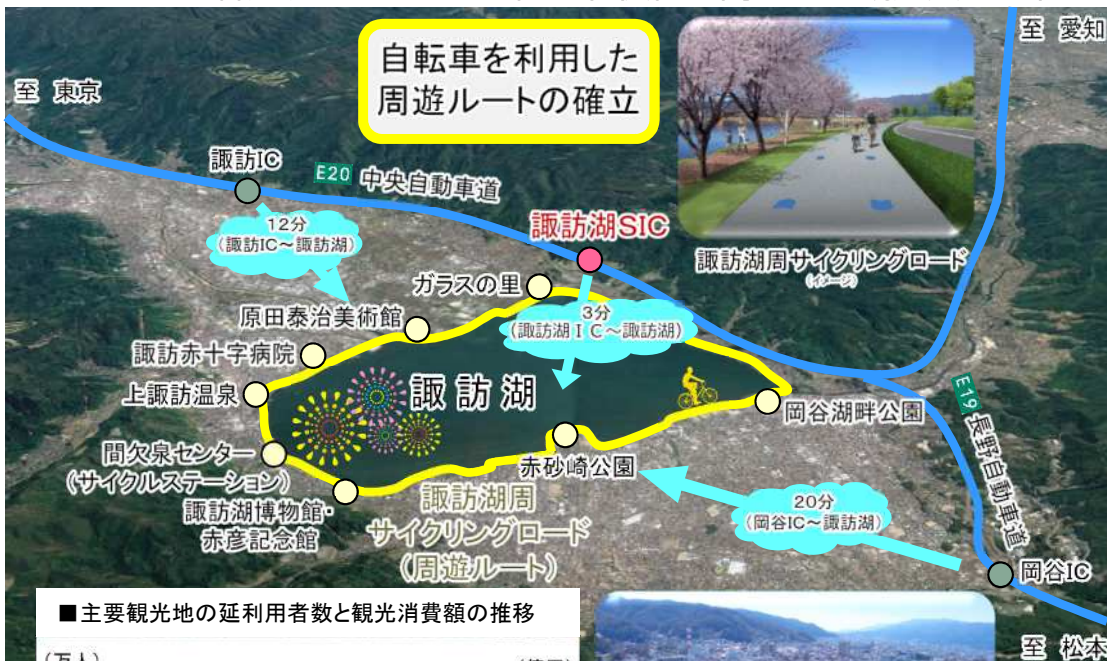 自転車を利用した
周遊ルートの確立
至 愛知
至 東京
諏訪IC
E20 中央自動車道
12分
(諏訪IC～諏訪湖)
諏訪湖SIC
諏訪湖周サイクリングロード
(イメージ)
ガラスの里
3分
(諏訪湖IC～諏訪湖)
原田泰治美術館
諏訪赤十字病院
上諏訪温泉
諏訪湖
岡谷湖畔公園
E19 長野自動車道
間欠泉センター
(サイクルステーション)
赤砂崎公園
諏訪湖博物館・
赤彦記念館
諏訪湖周
サイクリングロード
(周遊ルート)
20分
(岡谷IC～諏訪湖)
岡谷IC
■主要観光地の延利用者数と観光消費額の推移
至 松本
(万人)